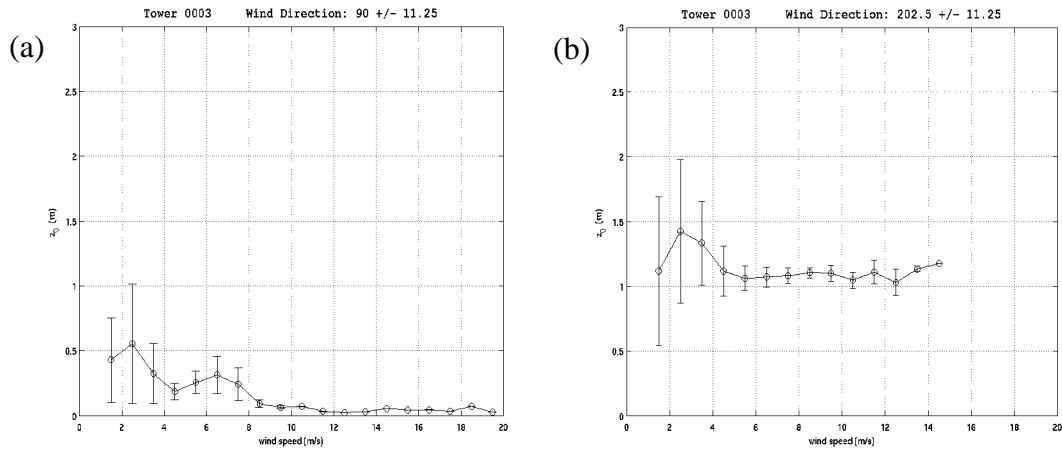 (a)
Tower 0003 Wind Direction: 90 +/- 11.25
3
2.5
2
1.5
1
0.5
0
z0 (m)
0 2 4 6 8 10 12 14 16 18 20
wind speed (m/s)
(b)
Tower 0003 Wind Direction: 202.5 +/- 11.25
3
2.5
2
1.5
1
0.5
0
z0 (m)
0 2 4 6 8 10 12 14 16 18 20
wind speed (m/s)